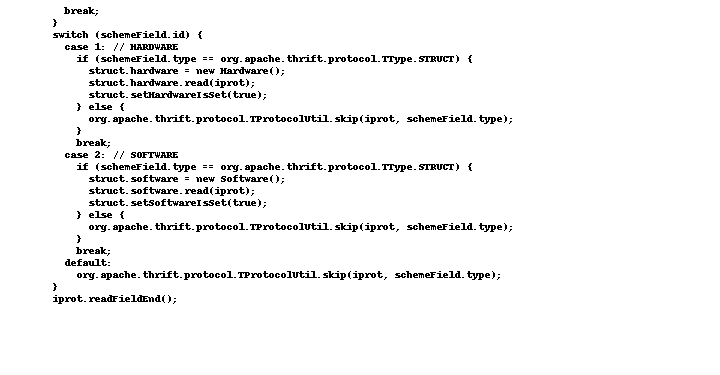 break;
}
switch (schemeField.id) {
case 1: // HARDWARE
if (schemeField.type == org.apache.thrift.protocol.TType.STRUCT) {
struct.hardware = new Hardware();
struct.hardware.read(iprot);
struct.setHardwareIsSet(true);
} else {
org.apache.thrift.protocol.TProtocolUtil.skip(iprot, schemeField.type);
}
break;
case 2: // SOFTWARE
if (schemeField.type == org.apache.thrift.protocol.TType.STRUCT) {
struct.software = new Software();
struct.software.read(iprot);
struct.setSoftwareIsSet(true);
} else {
org.apache.thrift.protocol.TProtocolUtil.skip(iprot, schemeField.type);
}
break;
default:
org.apache.thrift.protocol.TProtocolUtil.skip(iprot, schemeField.type);
}
iprot.readFieldEnd();